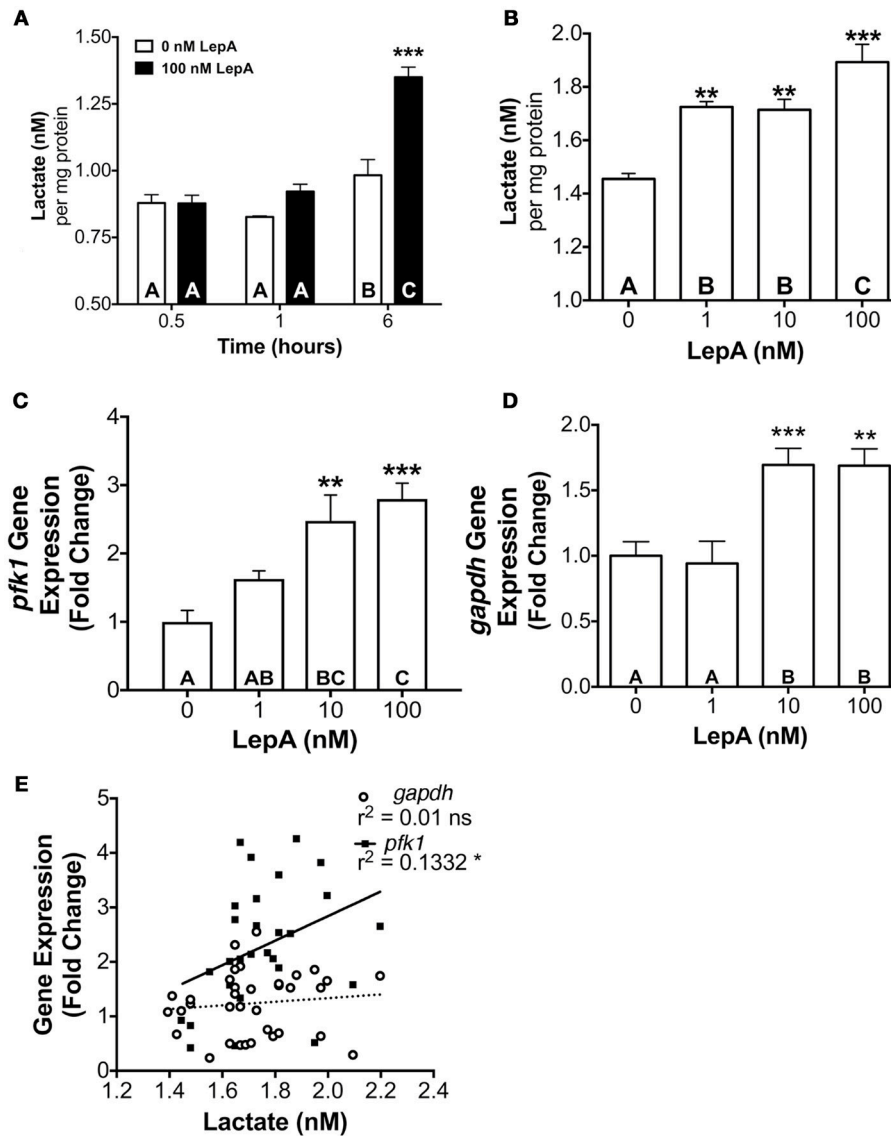 A
1.50
1.25
1.00
0.75
0.50
Lactate (nM)
per mg protein
0 nM LepA
100 nM LepA
***
A
A
A
A
B
C
0.5
1
6
Time (hours)
B
2.0
1.8
1.6
1.4
1.2
1.0
Lactate (nM)
per mg protein
**
**
***
A
B
B
C
0
1
10
100
LepA (nM)
C
4
3
2
1
0
pfk1 Gene
Expression
(Fold Change)
**
***
A
AB
BC
C
0
1
10
100
LepA (nM)
D
2.0
1.5
1.0
0.5
0.0
gapdh Gene
Expression
(Fold Change)
***
**
A
A
B
B
0
1
10
100
LepA (nM)
E
5
4
3
2
1
0
Gene Expression
(Fold Change)
gapdh
r² = 0.01 ns
pfk1
r² = 0.1332 *
1.2
1.4
1.6
1.8
2.0
2.2
2.4
Lactate (nM)